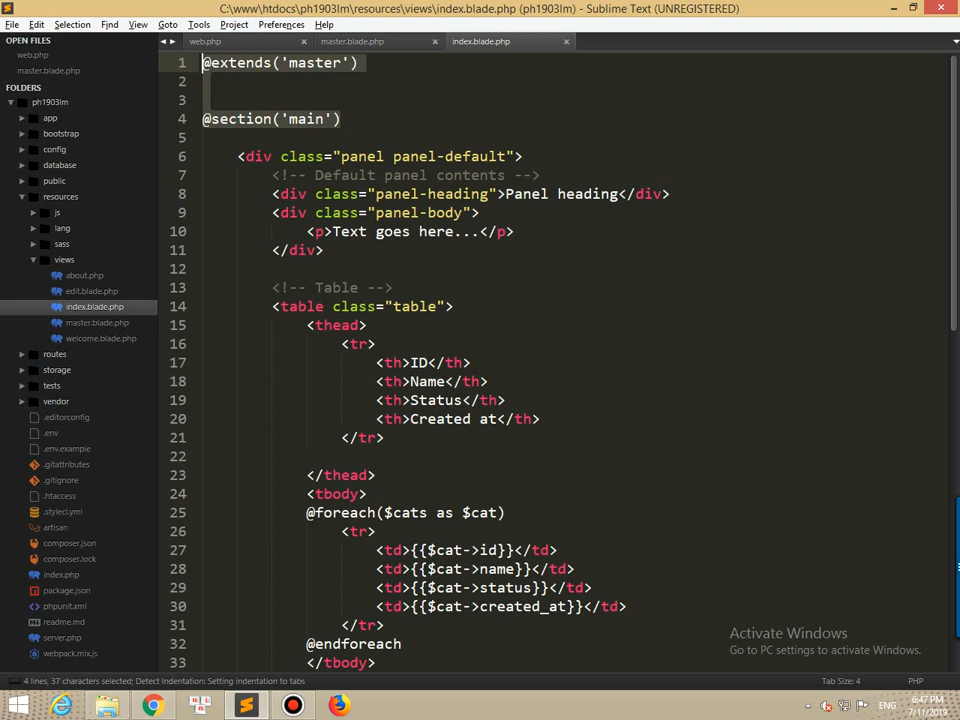 C:\www\htdocs\ph1903lm\resources\views\index.blade.php (ph1903lm) - Sublime Text (UNREGISTERED)
File Edit Selection Find View Goto Tools Project Preferences Help
OPEN FILES
web.php
master.blade.php
FOLDERS
ph1903lm
app
bootstrap
config
database
public
resources
js
lang
sass
views
about.php
edit.blade.php
index.blade.php
master.blade.php
welcome.blade.php
routes
storage
tests
vendor
.editorconfig
.env
.env.example
.gitattributes
.gitignore
.htaccess
.styleci.yml
artisan
composer.json
composer.lock
index.php
package.json
phpunit.xml
readme.md
server.php
webpack.mix.js
web.php master.blade.php index.blade.php
1 @extends('master')
2
3
4 @section('main')
5
6 <div class="panel panel-default">
7 <!-- Default panel contents -->
8 <div class="panel-heading">Panel heading</div>
9 <div class="panel-body">
10 <p>Text goes here...</p>
11 </div>
12
13 <!-- Table -->
14 <table class="table">
15 <thead>
16 <tr>
17 <th>ID</th>
18 <th>Name</th>
19 <th>Status</th>
20 <th>Created at</th>
21 </tr>
22
23 </thead>
24 <tbody>
25 @foreach($cats as $cat)
26 <tr>
27 <td>{{$cat->id}}</td>
28 <td>{{$cat->name}}</td>
29 <td>{{$cat->status}}</td>
30 <td>{{$cat->created_at}}</td>
31 </tr>
32 @endforeach
33 </tbody>
Activate Windows
Go to PC settings to activate Windows.
4 lines, 37 characters selected; Detect Indentation: Setting indentation to tabs Tab Size: 4 PHP
ENG
6:47 PM
7/11/2019